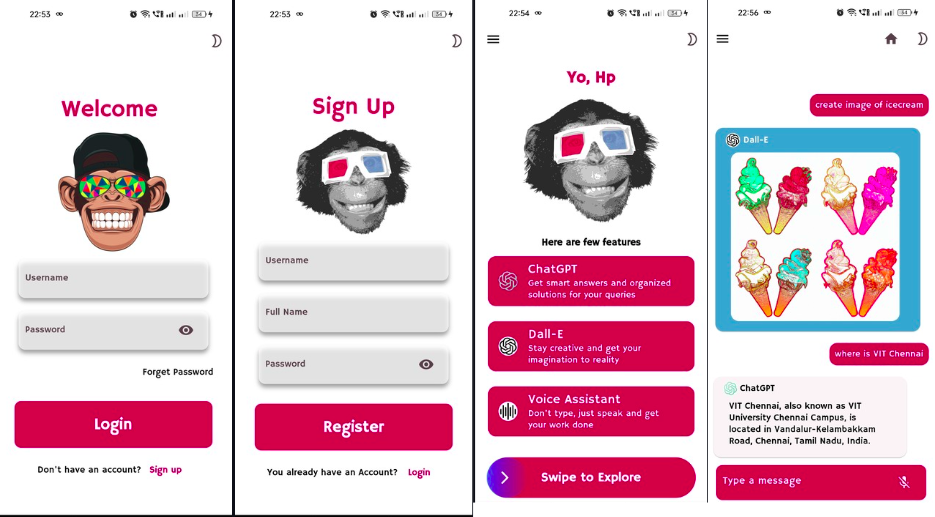 22:53
54
Welcome
Username
Password
Forget Password
Login
Don't have an account? Sign up
22:53
54
Sign Up
Username
Full Name
Password
Register
You already have an Account? Login
22:54
54
Yo, Hp
Here are few features
ChatGPT
Get smart answers and organized
solutions for your queries
Dall-E
Stay creative and get your
imagination to reality
Voice Assistant
Don't type, just speak and get
your work done
Swipe to Explore
22:56
54
create image of icecream
Dall-E
where is VIT Chennai
ChatGPT
VIT Chennai, also known as VIT
University Chennai Campus, is
located in Vandalur-Kelambakkam
Road, Chennai, Tamil Nadu, India.
Type a message